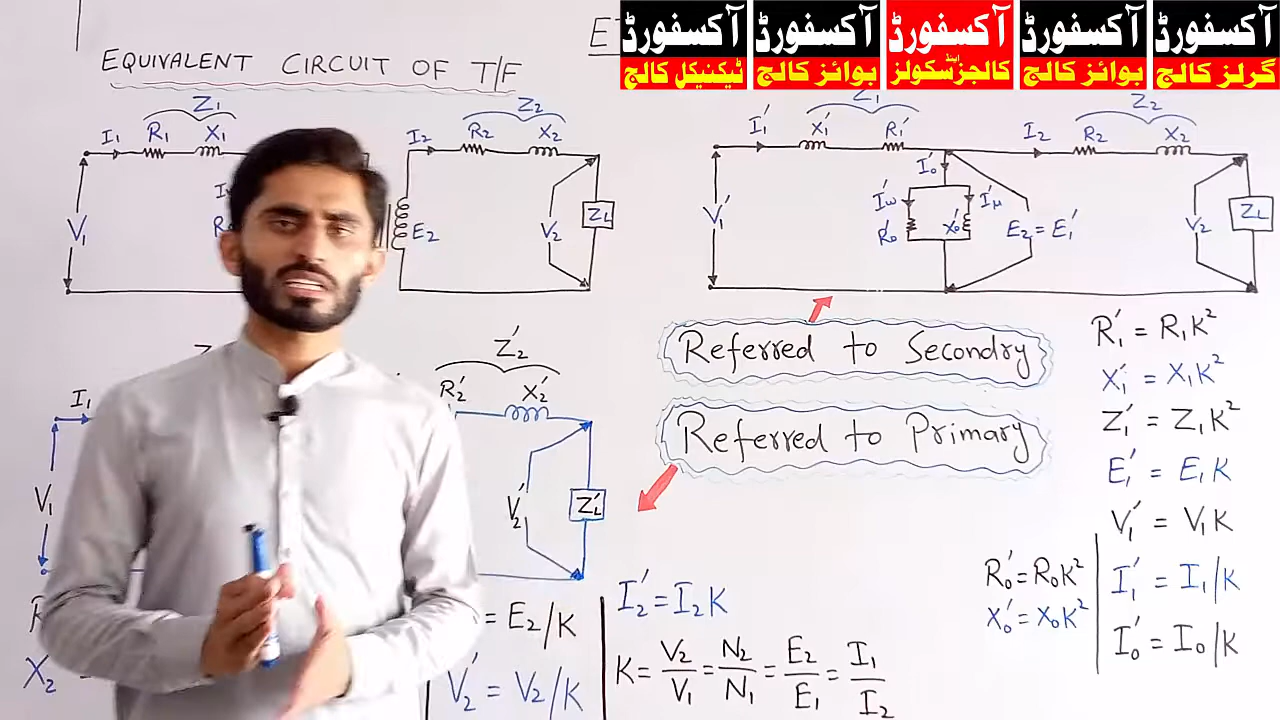 آکسفورڈ ٹیکنیکل کالج
آکسفورڈ بوائز کالج
آکسفورڈ کالجز اینڈ سکولز
آکسفورڈ بوائز کالج
آکسفورڈ گرلز کالج
EQUIVALENT CIRCUIT OF T/F
Z1
I1 R1 X1
V1
Z2
I2 R2 X2
E2 V2 ZL
Z1'
I1' X1' R1'
Z2
I2 R2 X2
I0'
Iw' Iμ'
V1' R0' X0' E2 = E1' V2 ZL
Referred to Secondry
Referred to Primary
I1
V1
Z2'
R2' X2'
V2' ZL'
R1' = R1K²
X1' = X1K²
Z1' = Z1K²
E1' = E1K
V1' = V1K
I1' = I1/K
I0' = I0/K
R0' = R0K²
X0' = X0K²
X2
= E2/K
V2' = V2/K
I2' = I2K
K = V2/V1 = N2/N1 = E2/E1 = I1/I2